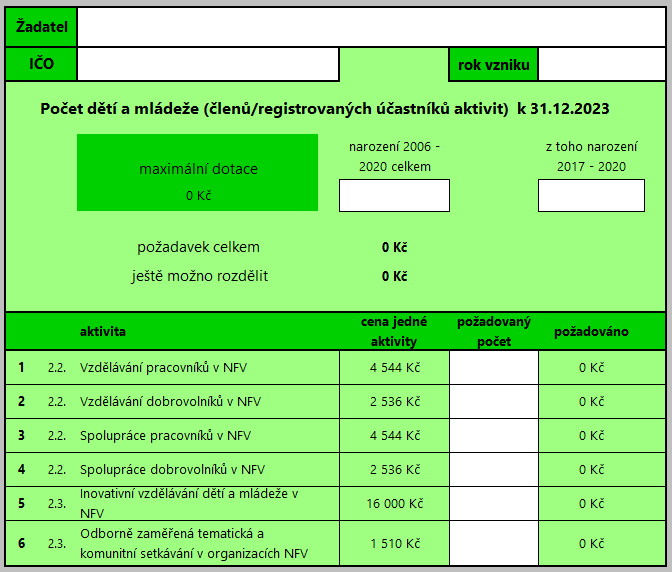 Žadatel
IČO
rok vzniku
Počet dětí a mládeže (členů/registrovaných účastníků aktivit) k 31.12.2023
maximální dotace
0 Kč
narození 2006 -
2020 celkem
z toho narození
2017 - 2020
požadavek celkem 0 Kč
ještě možno rozdělit 0 Kč
aktivita
cena jedné
aktivity
požadovaný
počet
požadováno
1 2.2. Vzdělávání pracovníků v NFV 4 544 Kč 0 Kč
2 2.2. Vzdělávání dobrovolníků v NFV 2 536 Kč 0 Kč
3 2.2. Spolupráce pracovníků v NFV 4 544 Kč 0 Kč
4 2.2. Spolupráce dobrovolníků v NFV 2 536 Kč 0 Kč
5 2.3. Inovativní vzdělávání dětí a mládeže v
NFV 16 000 Kč 0 Kč
6 2.3. Odborně zaměřená tematická a
komunitní setkávání v organizacích NFV 1 510 Kč 0 Kč